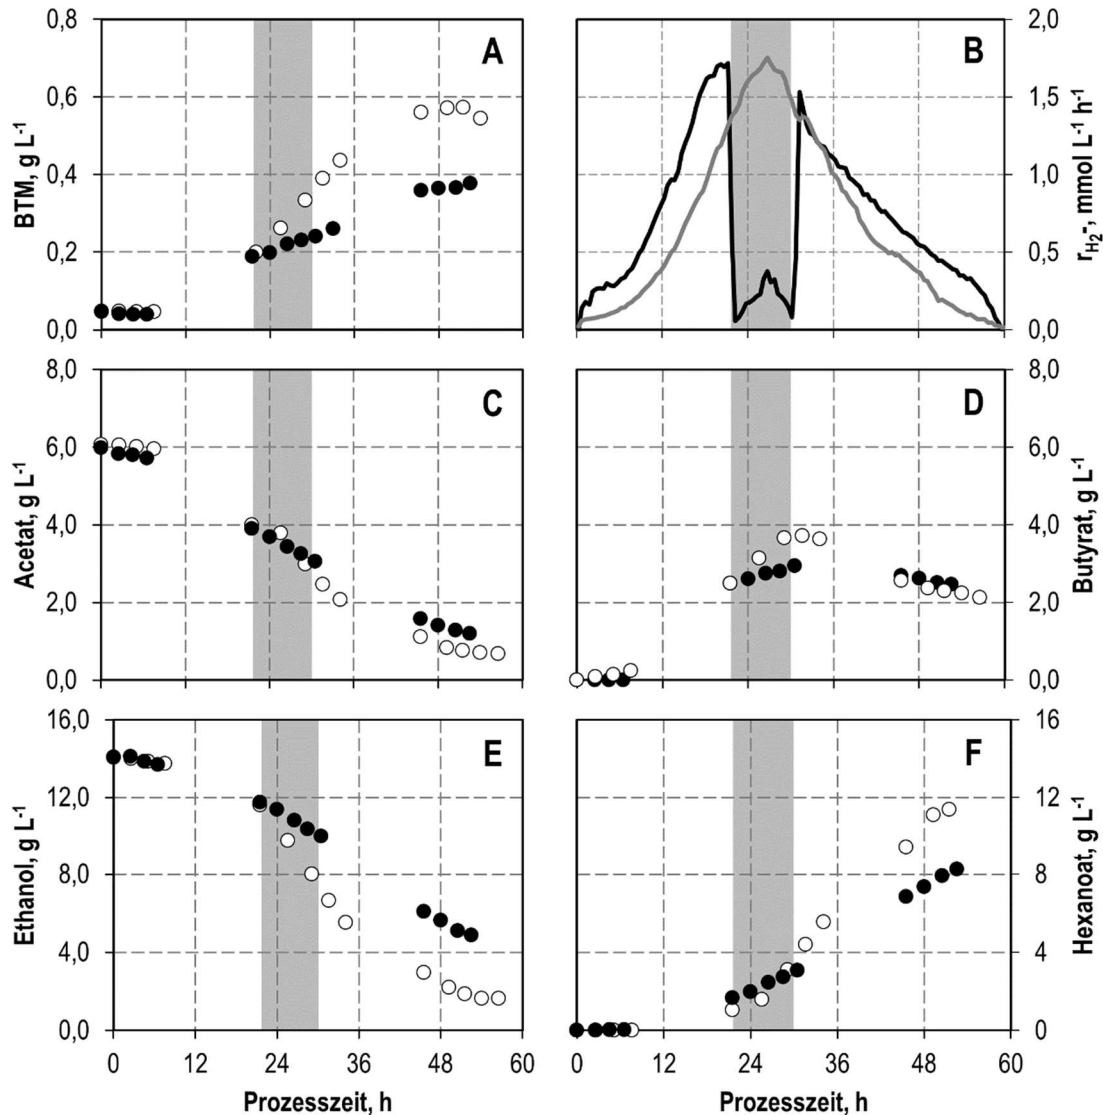 0,8
0,6
0,4
0,2
0,0
BTM, g L-1
A
B
2,0
1,5
1,0
0,5
0,0
rH2-, mmol L-1 h-1
8,0
6,0
4,0
2,0
0,0
Acetat, g L-1
C
D
8,0
6,0
4,0
2,0
0,0
Butyrat, g L-1
16,0
12,0
8,0
4,0
0,0
Ethanol, g L-1
E
F
16
12
8
4
0
Hexanoat, g L-1
0 12 24 36 48 60
Prozesszeit, h
0 12 24 36 48 60
Prozesszeit, h